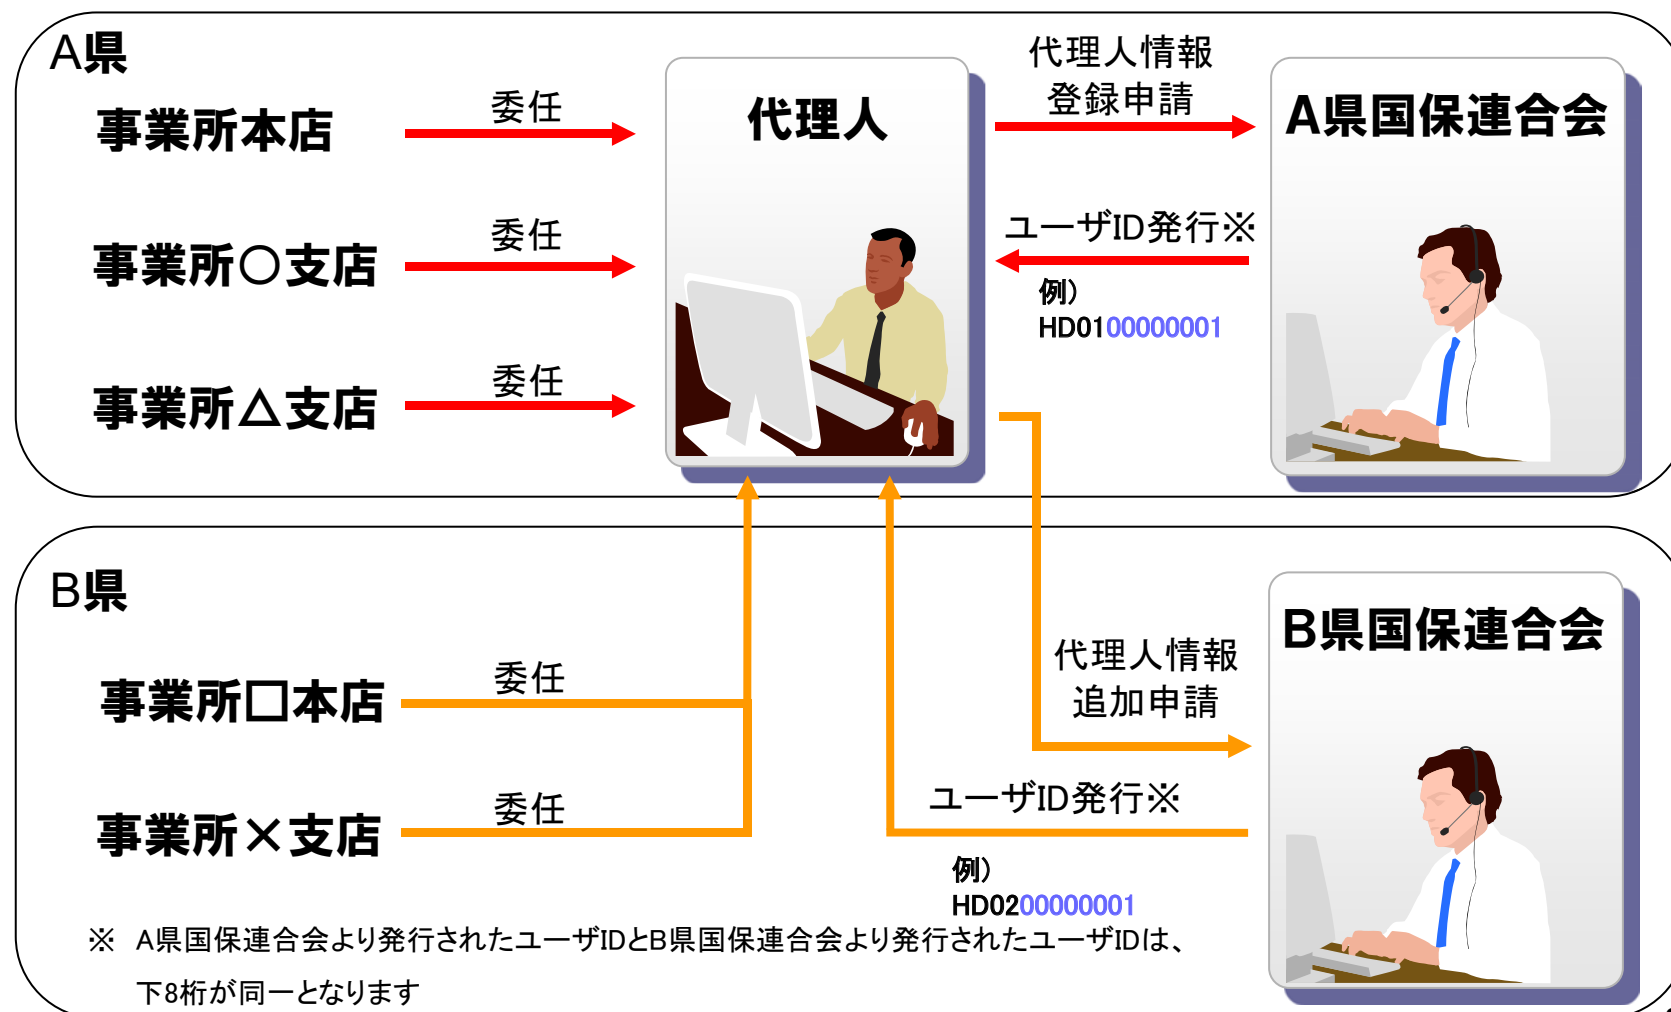 A県
事業所本店
委任
代理人
代理人情報
登録申請
A県国保連合会
事業所○支店
委任
ユーザID発行※
例)
HD0100000001
事業所△支店
委任
B県
B県国保連合会
事業所□本店
委任
代理人情報
追加申請
事業所×支店
委任
ユーザID発行※
例)
HD0200000001
※ A県国保連合会より発行されたユーザIDとB県国保連合会より発行されたユーザIDは、
下8桁が同一となります